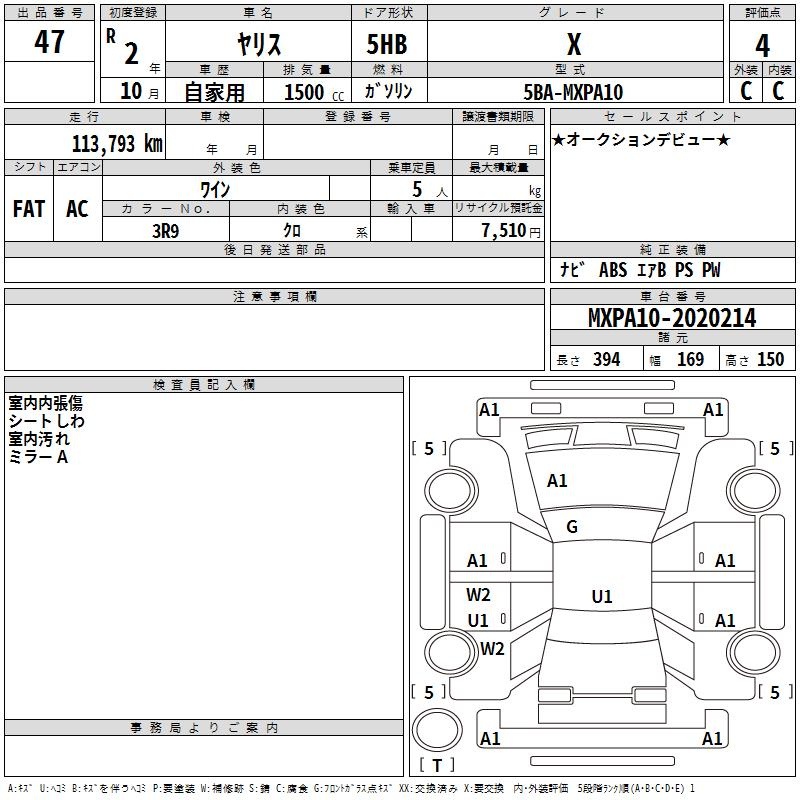 出品番号 初度登録 車名 ドア形状 グレード 評価点
47 R 2 年 ヤリス 5HB X 4
車歴 排気量 燃料 型式 外装 内装
10 月 自家用 1500 CC ガソリン 5BA-MXPA10 C C
走行 車検 登録番号 譲渡書類期限 セールスポイント
113,793 km 年 月 月 日 ★オークションデビュー★
シフト エアコン 外装色 乗車定員 最大積載量
FAT AC ワイン 5 人 kg
カラーNo. 内装色 輸入車 リサイクル預託金
3R9 クロ 系 7,510 円
後日発送部品 純正装備
ナビ ABS エアB PS PW
注意事項欄 車台番号
MXPA10-2020214
諸元
長さ 394 幅 169 高さ 150
検査員記入欄
室内内張傷
シートしわ
室内汚れ
ミラーA
A1 A1
[ 5 ] [ 5 ]
A1
G
A1 A1
W2 U1
U1 A1
W2
[ 5 ] [ 5 ]
A1 A1
[ T ]
事務局よりご案内
A:キズ U:ヘコミ B:キズを伴うヘコミ P:要塗装 W:補修跡 S:錆 C:腐食 G:フロントガラス点キズ XX:交換済み X:要交換 内・外装評価 5段階ランク順(A・B・C・D・E) 1